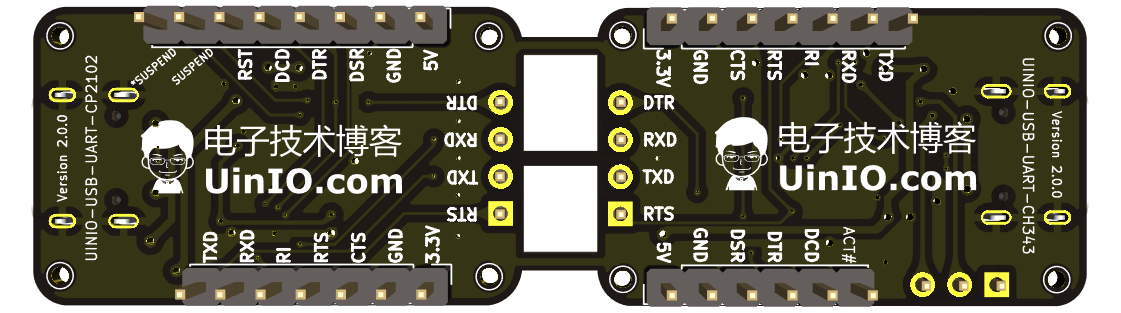 *SUSPEND
SUSPEND
RST
DCD
DTR
DSR
GND
5V
UINIO-USB-UART-CP2102
Version 2.0.0
电子技术博客
UinIO.com
DTR
RXD
TXD
RTS
TXD
RXD
RI
RTS
CTS
GND
3.3V
3.3V
GND
CTS
RTS
RI
RXD
TXD
DTR
RXD
TXD
RTS
电子技术博客
UinIO.com
UINIO-USB-UART-CH343
Version 2.0.0
5V
GND
DSR
DTR
DCD
ACT#